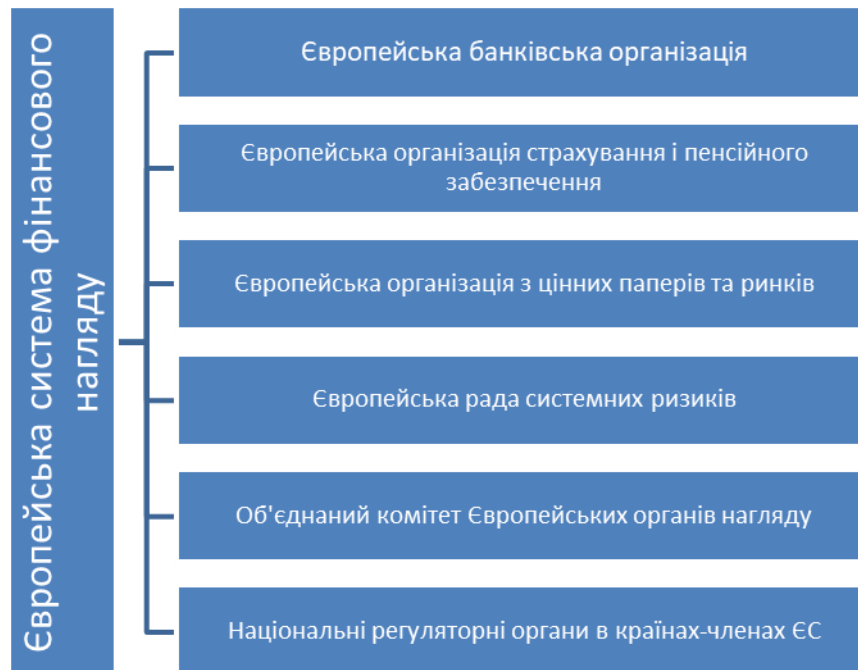 Європейська система фінансового
нагляду
Європейська банківська організація
Європейська організація страхування і пенсійного
забезпечення
Європейська організація з цінних паперів та ринків
Європейська рада системних ризиків
Об'єднаний комітет Європейських органів нагляду
Національні регуляторні органи в країнах-членах ЄС